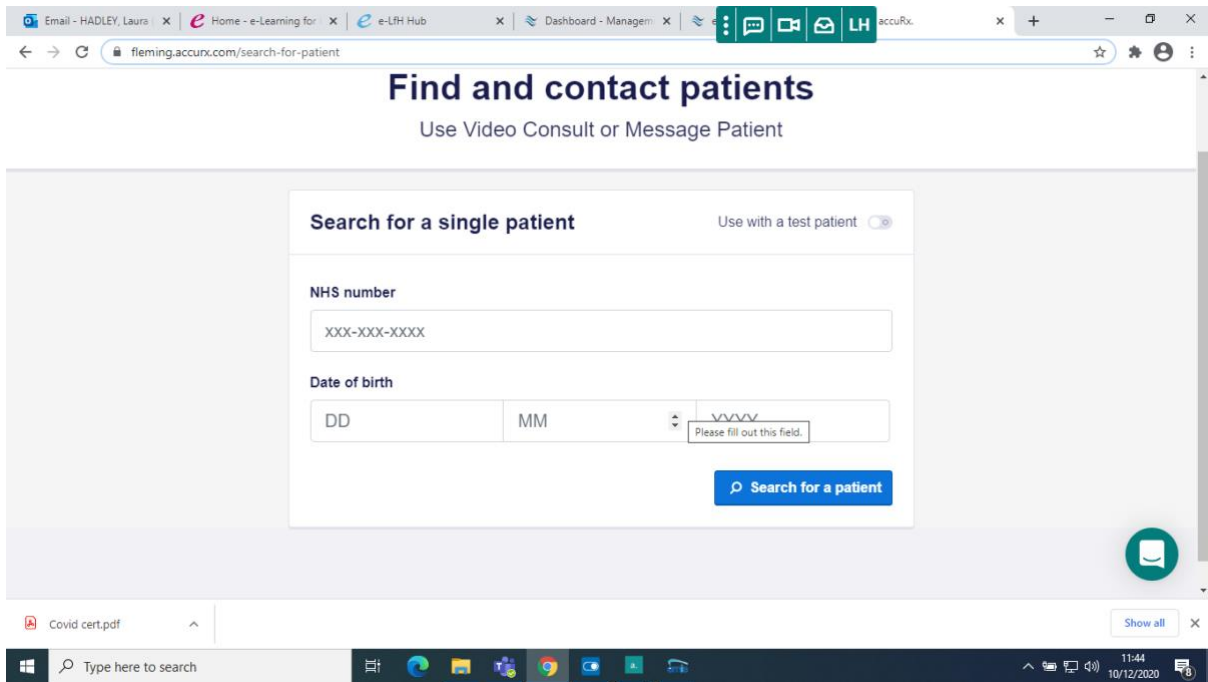 Email - HADLEY, Laura
Home - e-Learning for
e-LfH Hub
Dashboard - Managem
e
LH
accuRx.
fleming.accurx.com/search-for-patient
Find and contact patients
Use Video Consult or Message Patient
Search for a single patient
Use with a test patient
NHS number
xxx-xxx-xxxx
Date of birth
DD
MM
YYYY
Please fill out this field.
Search for a patient
Covid cert.pdf
Show all
Type here to search
a.
11:44
10/12/2020
8